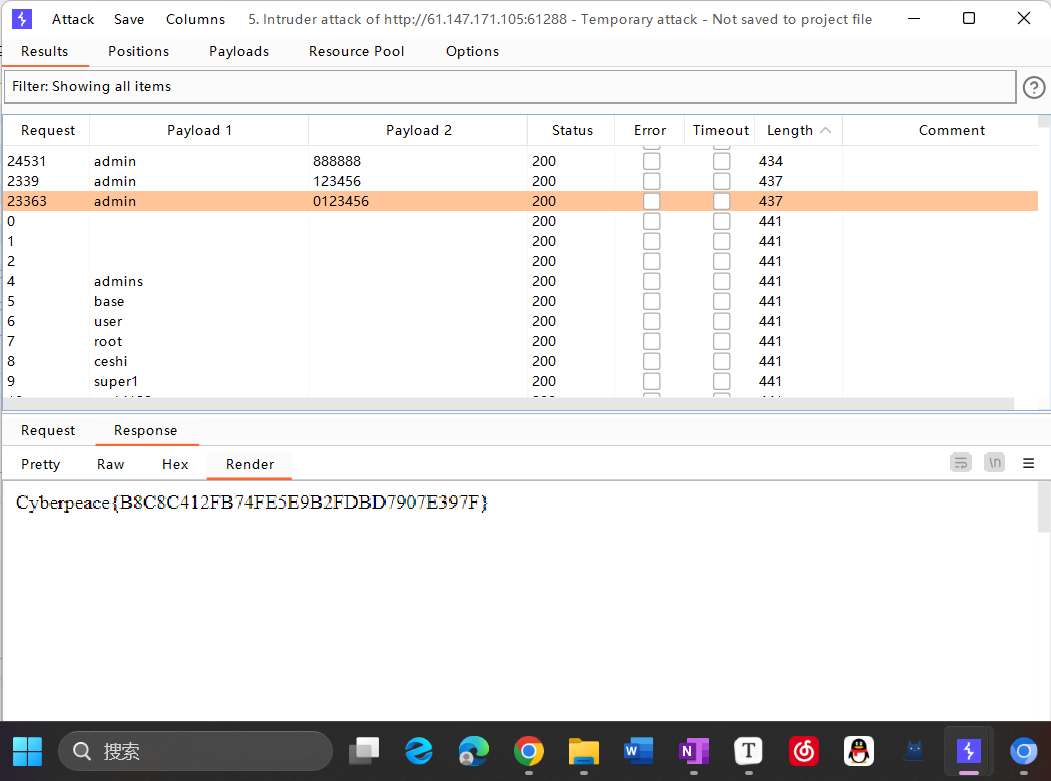 Attack Save Columns 5. Intruder attack of http://61.147.171.105:61288 - Temporary attack - Not saved to project file
Results Positions Payloads Resource Pool Options
Filter: Showing all items
?
Request Payload 1 Payload 2 Status Error Timeout Length Comment
24531 admin 888888 200 434
2339 admin 123456 200 437
23363 admin 0123456 200 437
0 200 441
1 200 441
2 200 441
4 admins 200 441
5 base 200 441
6 user 200 441
7 root 200 441
8 ceshi 200 441
9 super1 200 441
Request Response
Pretty Raw Hex Render \n
Cyberpeace{B8C8C412FB74FE5E9B2FDBD7907E397F}
搜索 W N T